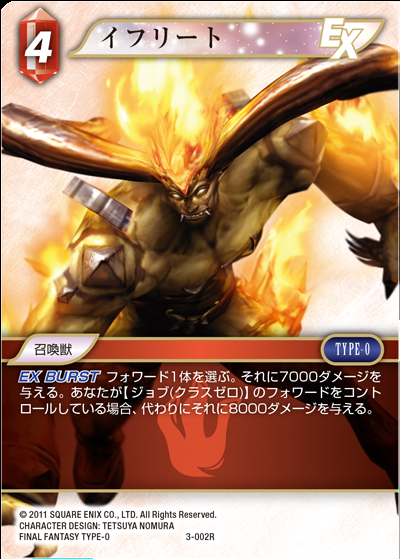 4
イフリート
EX
召喚獣
TYPE-0
EX BURST フォワード1体を選ぶ。それに7000ダメージを
与える。あなたが【ジョブ(クラスゼロ)】のフォワードをコント
ロールしている場合、代わりにそれに8000ダメージを与える。
© 2011 SQUARE ENIX CO., LTD. All Rights Reserved.
CHARACTER DESIGN: TETSUYA NOMURA
FINAL FANTASY TYPE-0 3-002R